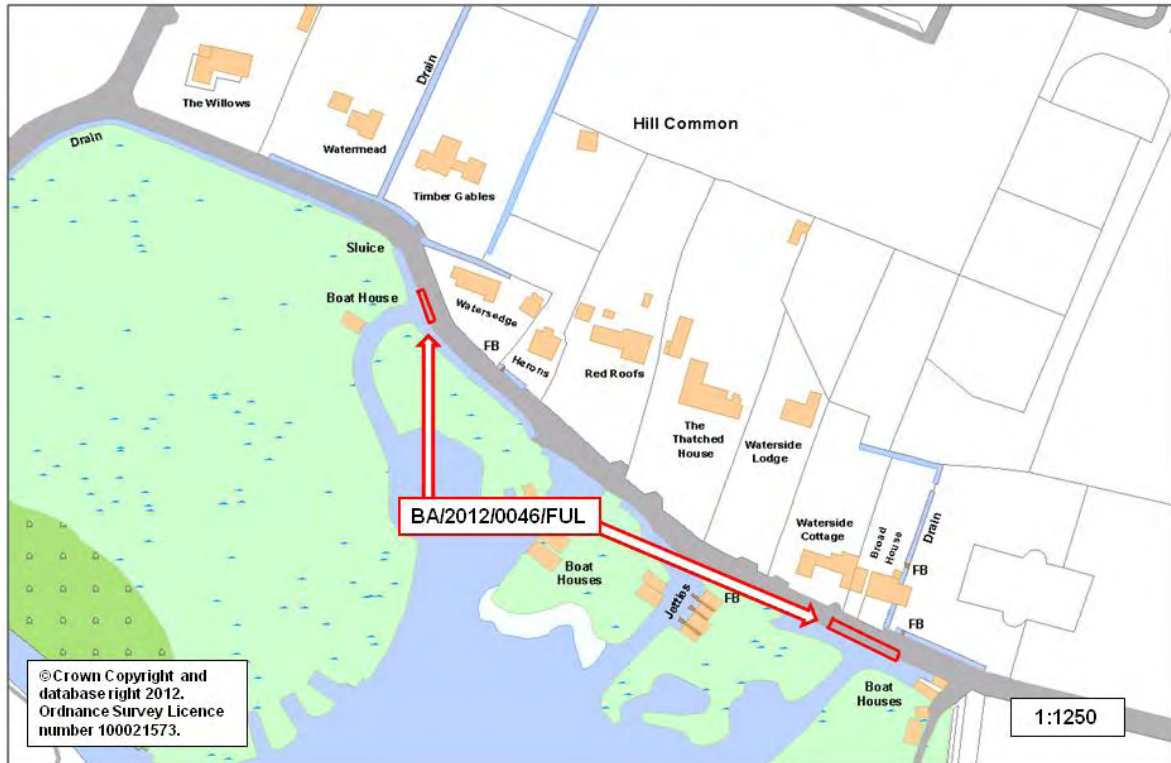 The Willows
Drain
Watermead
Drain
Hill Common
Timber Gables
Sluice
Boat House
Watersedge
FB
Herons
Red Roofs
The
Thatched
House
Waterside
Lodge
BA/2012/0046/FUL
Waterside
Cottage
Broad
House
Drain
FB
FB
Boat
Houses
Jetties
FB
Boat
Houses
©Crown Copyright and
database right 2012.
Ordnance Survey Licence
number 100021573.
1:1250